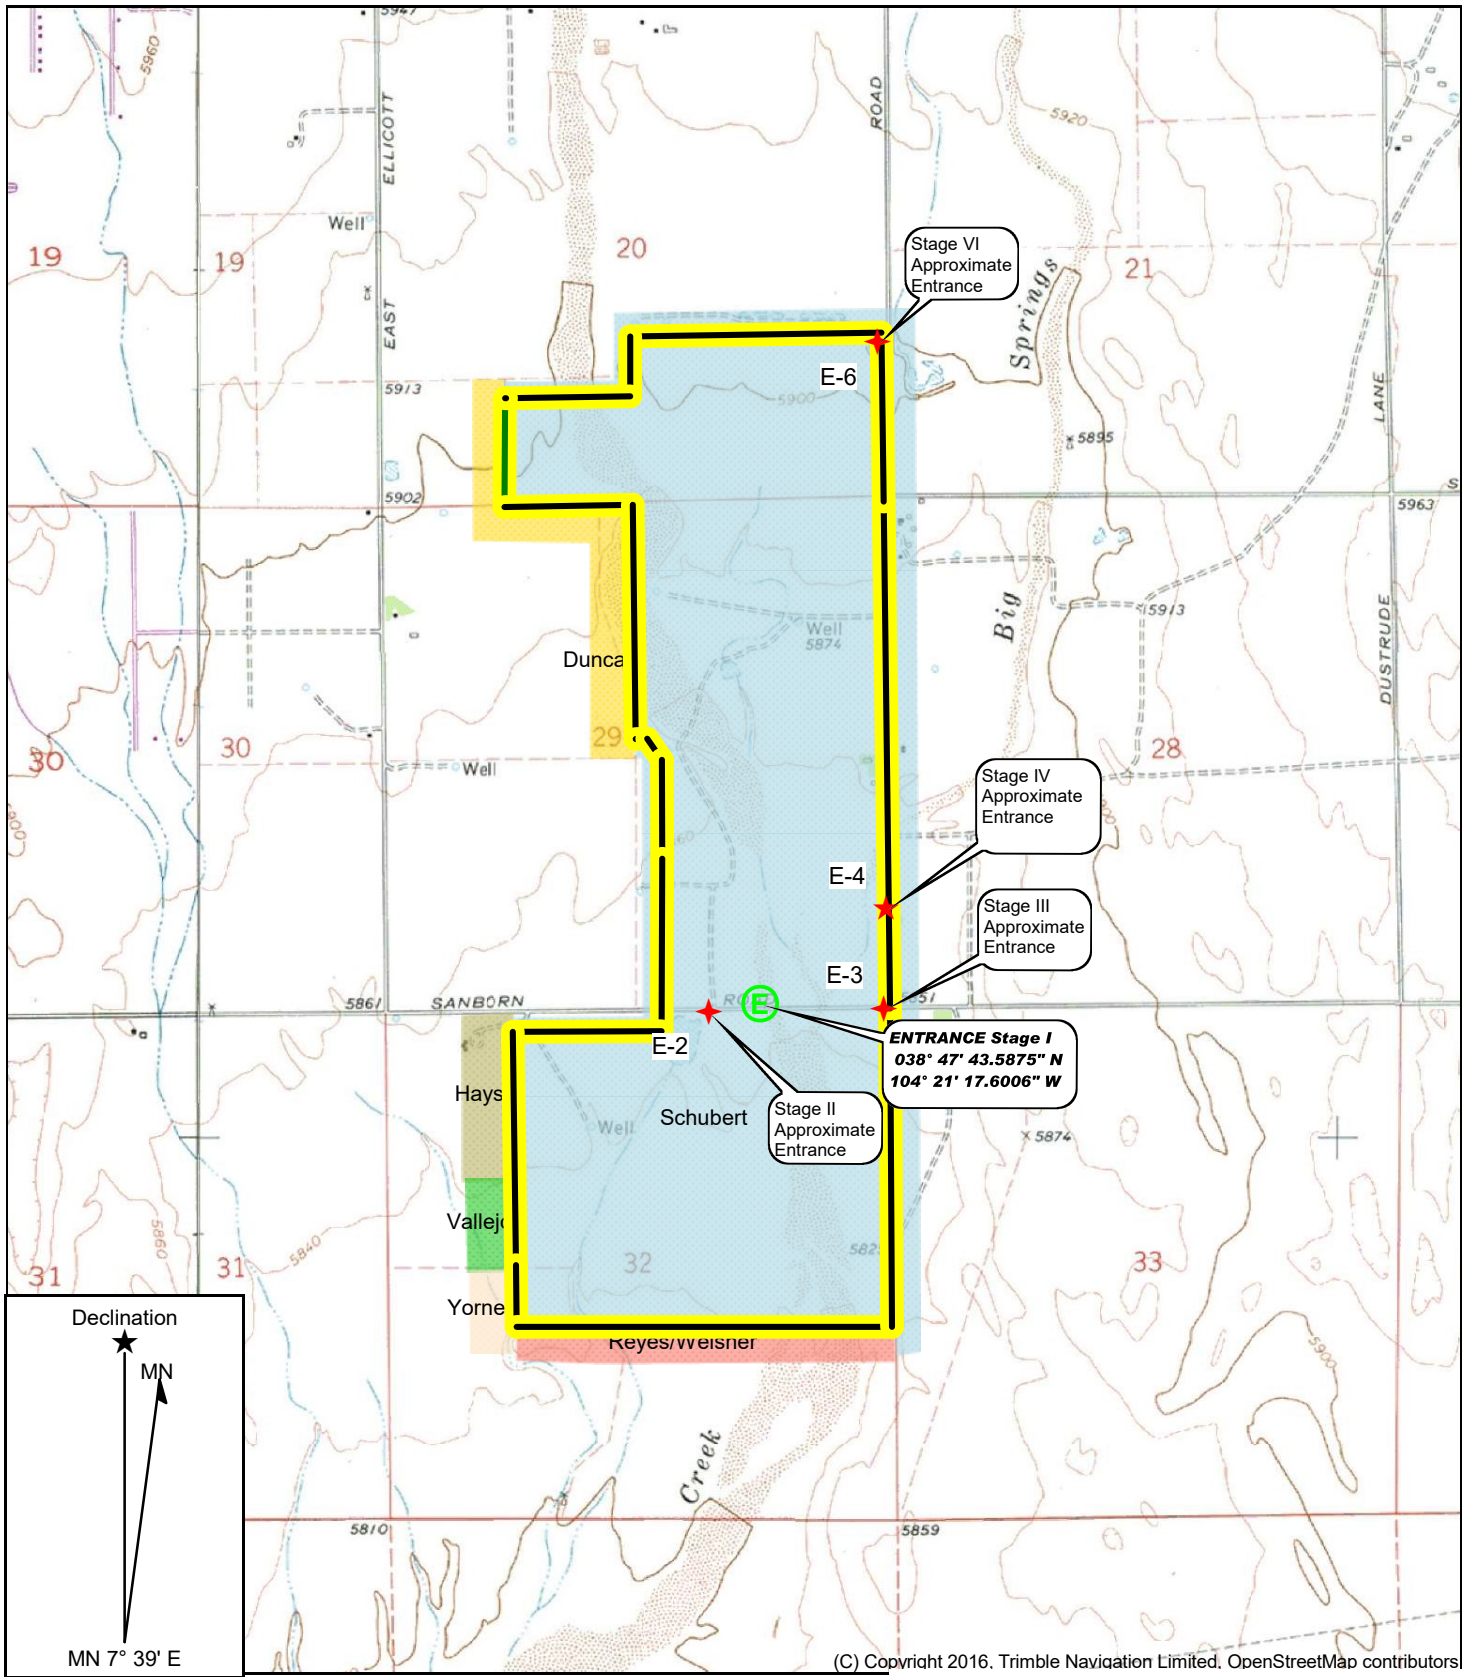 5947
5960
ELLICOTT
ROAD
5920
Well
19
19
20
21
Stage VI
Approximate
Entrance
Springs
EAST
E-6
5913
5900
LANE
5895
5902
5963
Big
5913
Well
5874
DUSTRUDE
Dunca
29
30
30
28
Well
Stage IV
Approximate
Entrance
E-4
Stage III
Approximate
Entrance
E-3
5861
SANBORN
E
E-2
ENTRANCE Stage I
038° 47' 43.5875" N
104° 21' 17.6006" W
Hays
Schubert
Well
Stage II
Approximate
Entrance
5874
Vallejo
5860
5840
31
31
32
33
Yorne
Reyes/Weisner
5900
Declination
MN
MN 7° 39' E
Creek
5810
5859
(C) Copyright 2016, Trimble Navigation Limited, OpenStreetMap contributors